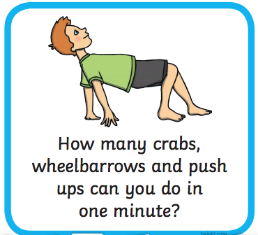 How many crabs,
wheelbarrows and push
ups can you do in
one minute?